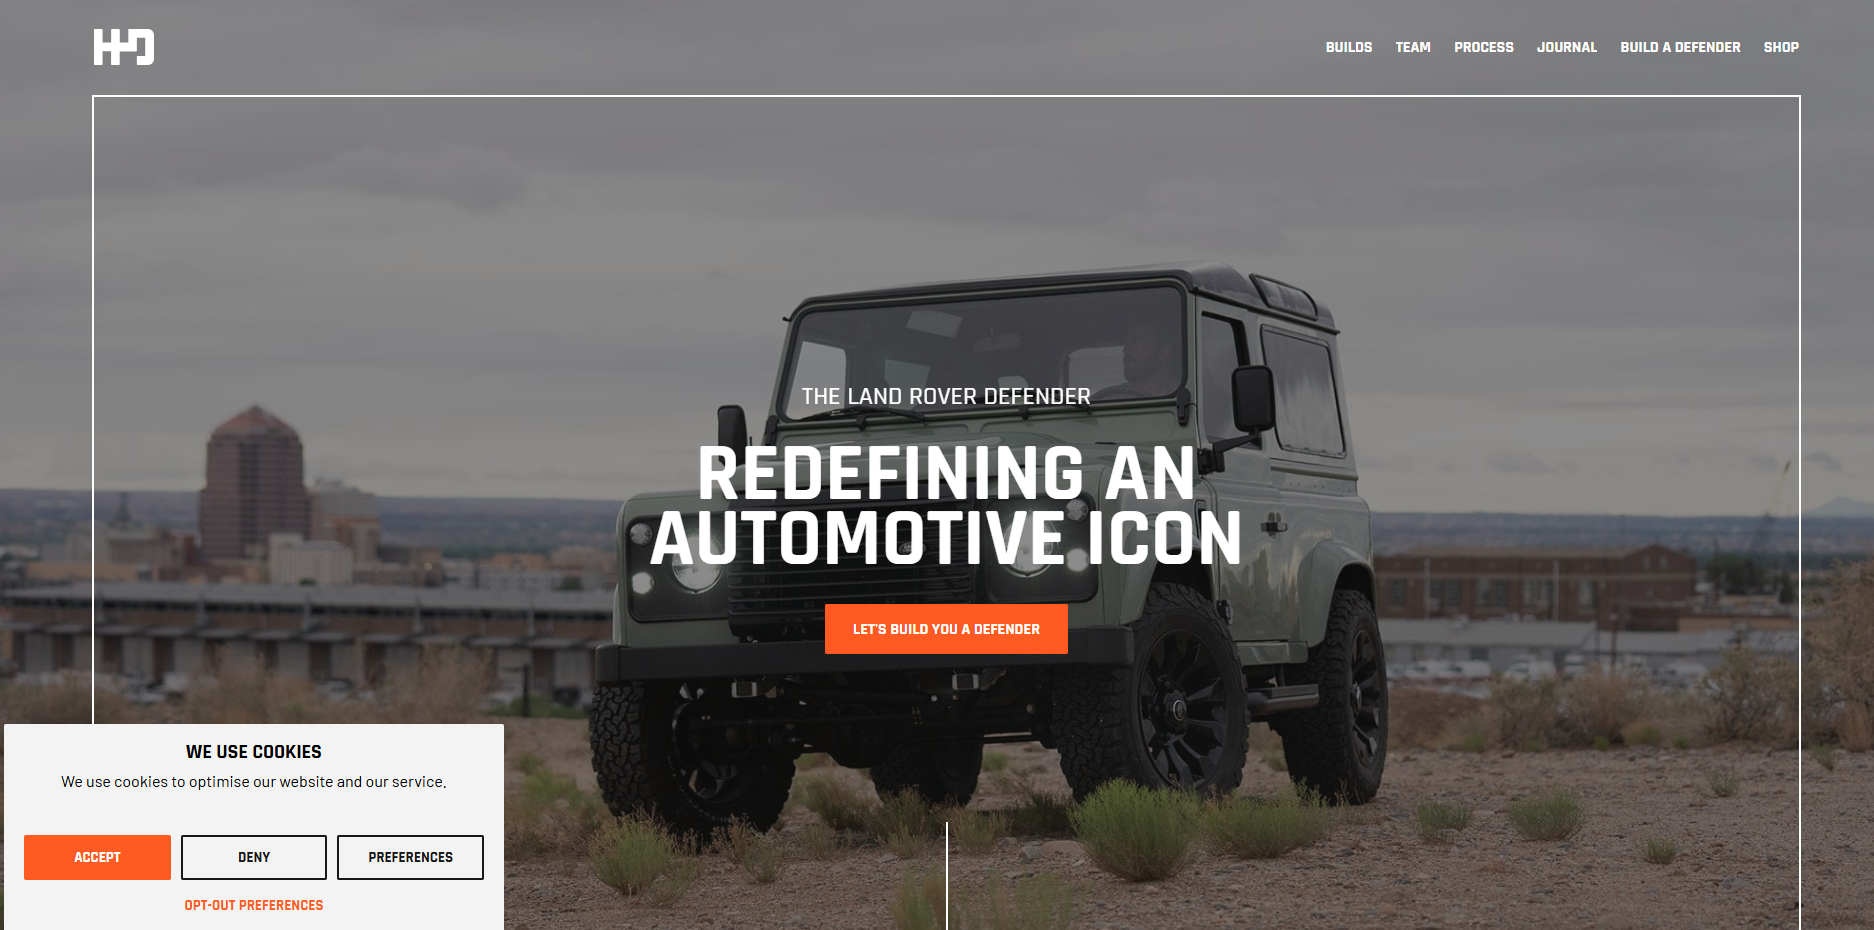 HHD
BUILDS TEAM PROCESS JOURNAL BUILD A DEFENDER SHOP
THE LAND ROVER DEFENDER
REDEFINING AN
AUTOMOTIVE ICON
LET'S BUILD YOU A DEFENDER
WE USE COOKIES
We use cookies to optimise our website and our service.
ACCEPT DENY PREFERENCES
OPT-OUT PREFERENCES